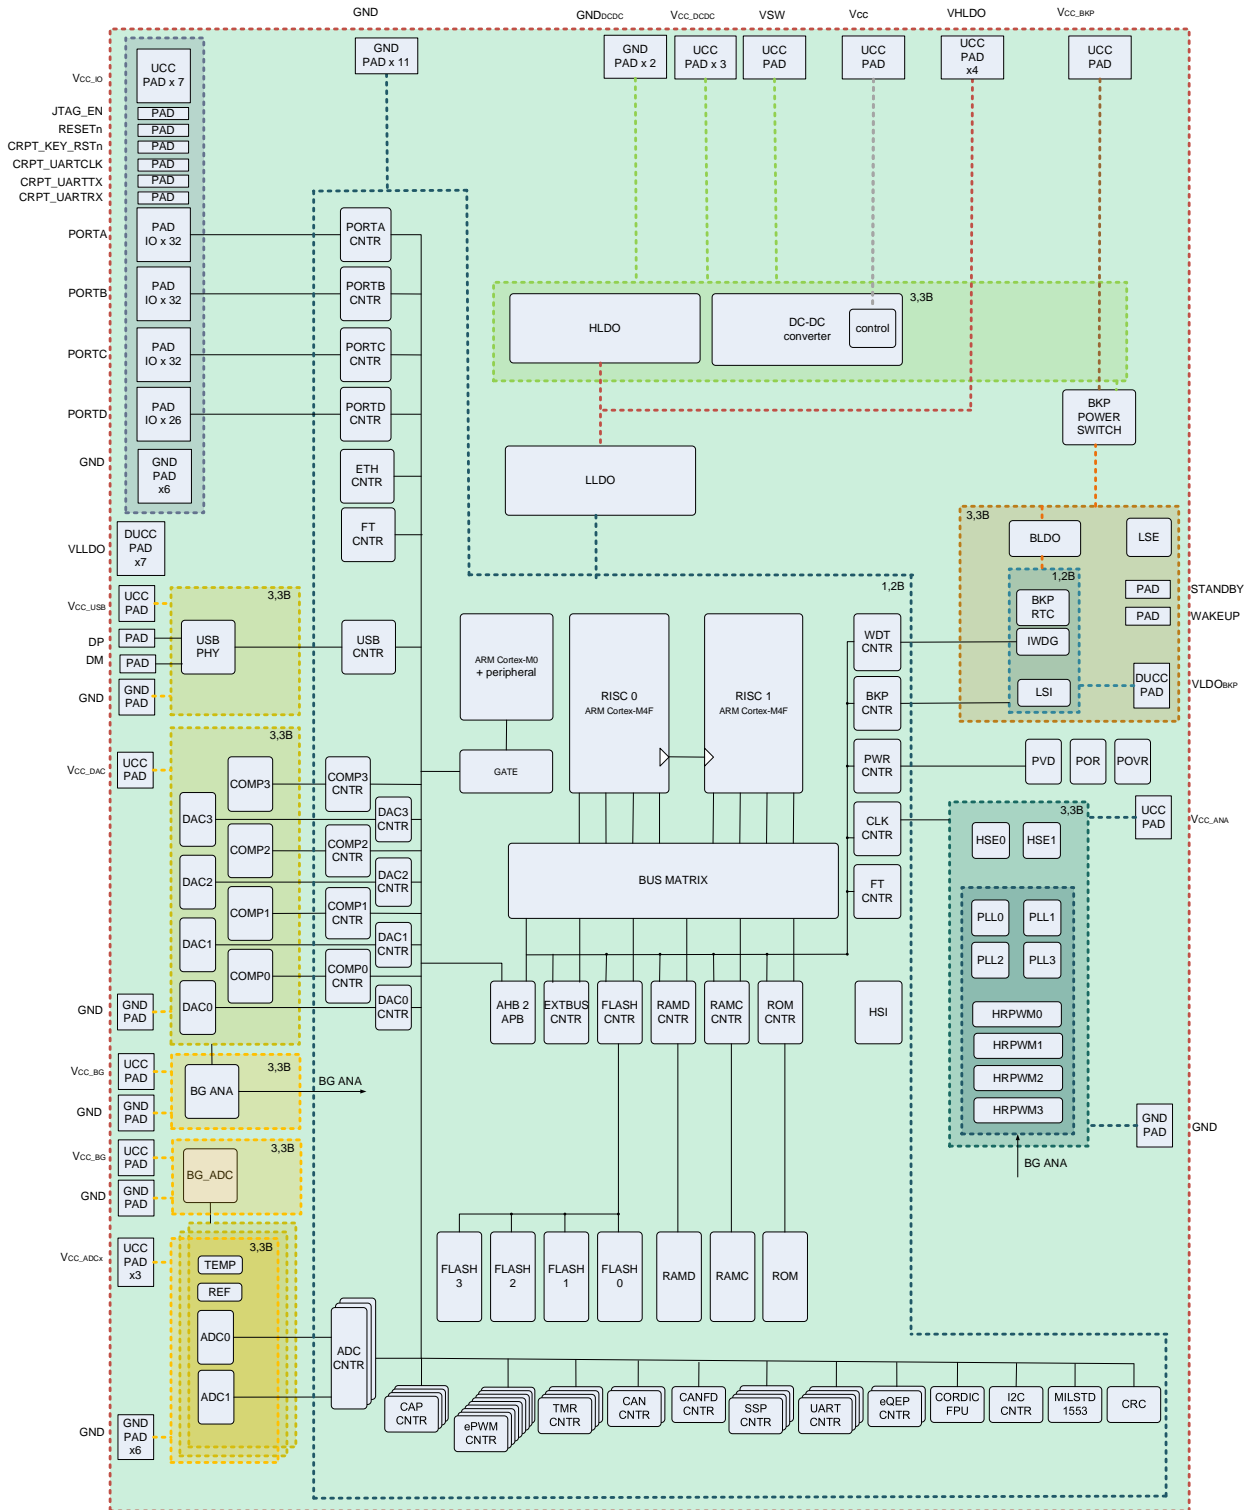 GND
GNDDCDC
VCC_DCDC
VSW
Vcc
VHLDO
VCC_BKP
VCC_IO
UCC
PAD x 7
GND
PAD x 11
GND
PAD x 2
UCC
PAD x 3
UCC
PAD
UCC
PAD
UCC
PAD
x4
UCC
PAD
JTAG_EN
PAD
RESETn
PAD
CRPT_KEY_RSTn
PAD
CRPT_UARTCLK
PAD
CRPT_UARTTX
PAD
CRPT_UARTRX
PAD
PORTA
PAD
IO x 32
PORTA
CNTR
PORTB
PAD
IO x 32
PORTB
CNTR
PORTC
PAD
IO x 32
PORTC
CNTR
PORTD
PAD
IO x 26
PORTD
CNTR
GND
GND
PAD
x6
ETH
CNTR
FT
CNTR
3,3В
HLDO
DC-DC
converter
control
BKP
POWER
SWITCH
LLDO
VLLDO
DUCC
PAD
x7
3,3В
BLDO
LSE
1,2В
1,2В
BKP
RTC
IWDG
LSI
PAD
STANDBY
PAD
WAKEUP
DUCC
PAD
VLDOBKP
VCC_USB
UCC
PAD
3,3В
DP
PAD
DM
PAD
USB
PHY
USB
CNTR
GND
GND
PAD
ARM Cortex-M0
+ peripheral
GATE
RISC 0
ARM Cortex-M4F
RISC 1
ARM Cortex-M4F
WDT
CNTR
BKP
CNTR
PWR
CNTR
CLK
CNTR
FT
CNTR
PVD
POR
POVR
VCC_DAC
UCC
PAD
3,3В
COMP3
COMP3
CNTR
DAC3
DAC3
CNTR
COMP2
COMP2
CNTR
DAC2
DAC2
CNTR
COMP1
COMP1
CNTR
DAC1
DAC1
CNTR
COMP0
COMP0
CNTR
DAC0
DAC0
CNTR
GND
GND
PAD
BUS MATRIX
AHB 2
APB
EXTBUS
CNTR
FLASH
CNTR
RAMD
CNTR
RAMC
CNTR
ROM
CNTR
HSI
3,3В
UCC
PAD
VCC_ANA
HSE0
HSE1
PLL0
PLL1
PLL2
PLL3
HRPWM0
HRPWM1
HRPWM2
HRPWM3
GND
PAD
GND
BG ANA
VCC_BG
UCC
PAD
3,3В
BG ANA
BG ANA
GND
GND
PAD
VCC_BG
UCC
PAD
3,3В
BG_ADC
GND
GND
PAD
VCC_ADCx
UCC
PAD
x3
3,3В
TEMP
REF
ADC0
ADC1
ADC
CNTR
GND
GND
PAD
x6
FLASH
3
FLASH
2
FLASH
1
FLASH
0
RAMD
RAMC
ROM
CAP
CNTR
ePWM
CNTR
TMR
CNTR
CAN
CNTR
CANFD
CNTR
SSP
CNTR
UART
CNTR
eQEP
CNTR
CORDIC
FPU
I2C
CNTR
MILSTD
1553
CRC